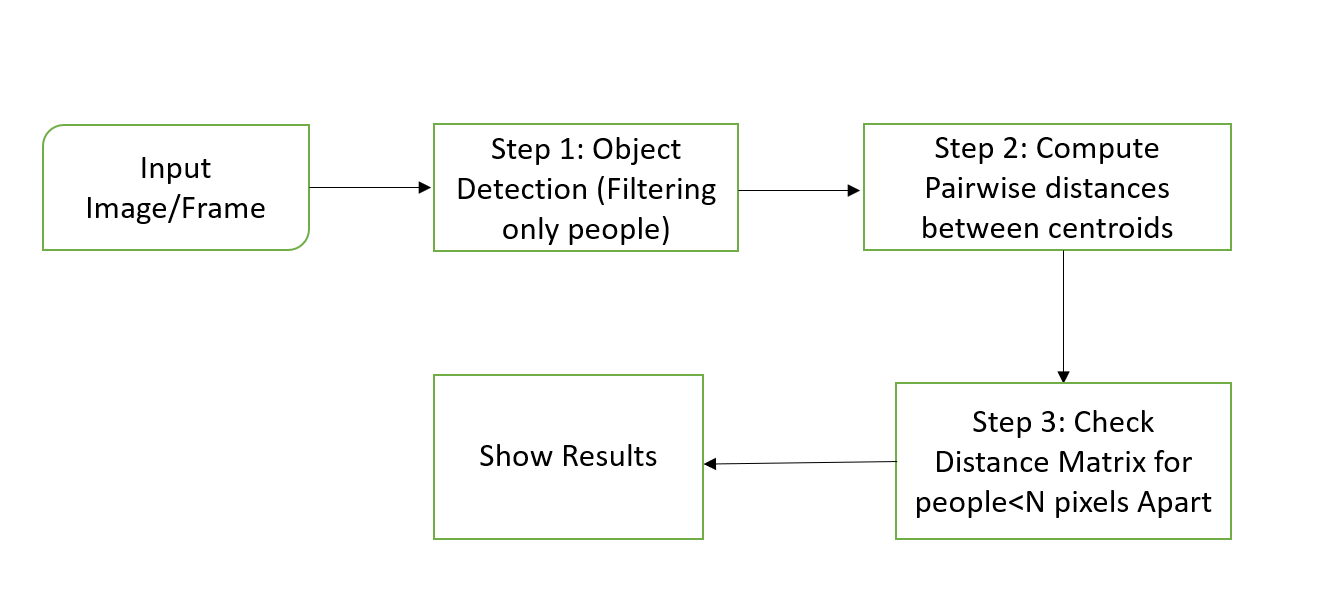 Input
Image/Frame
Step 1: Object
Detection (Filtering
only people)
Step 2: Compute
Pairwise distances
between centroids
Step 3: Check
Distance Matrix for
people<N pixels Apart
Show Results